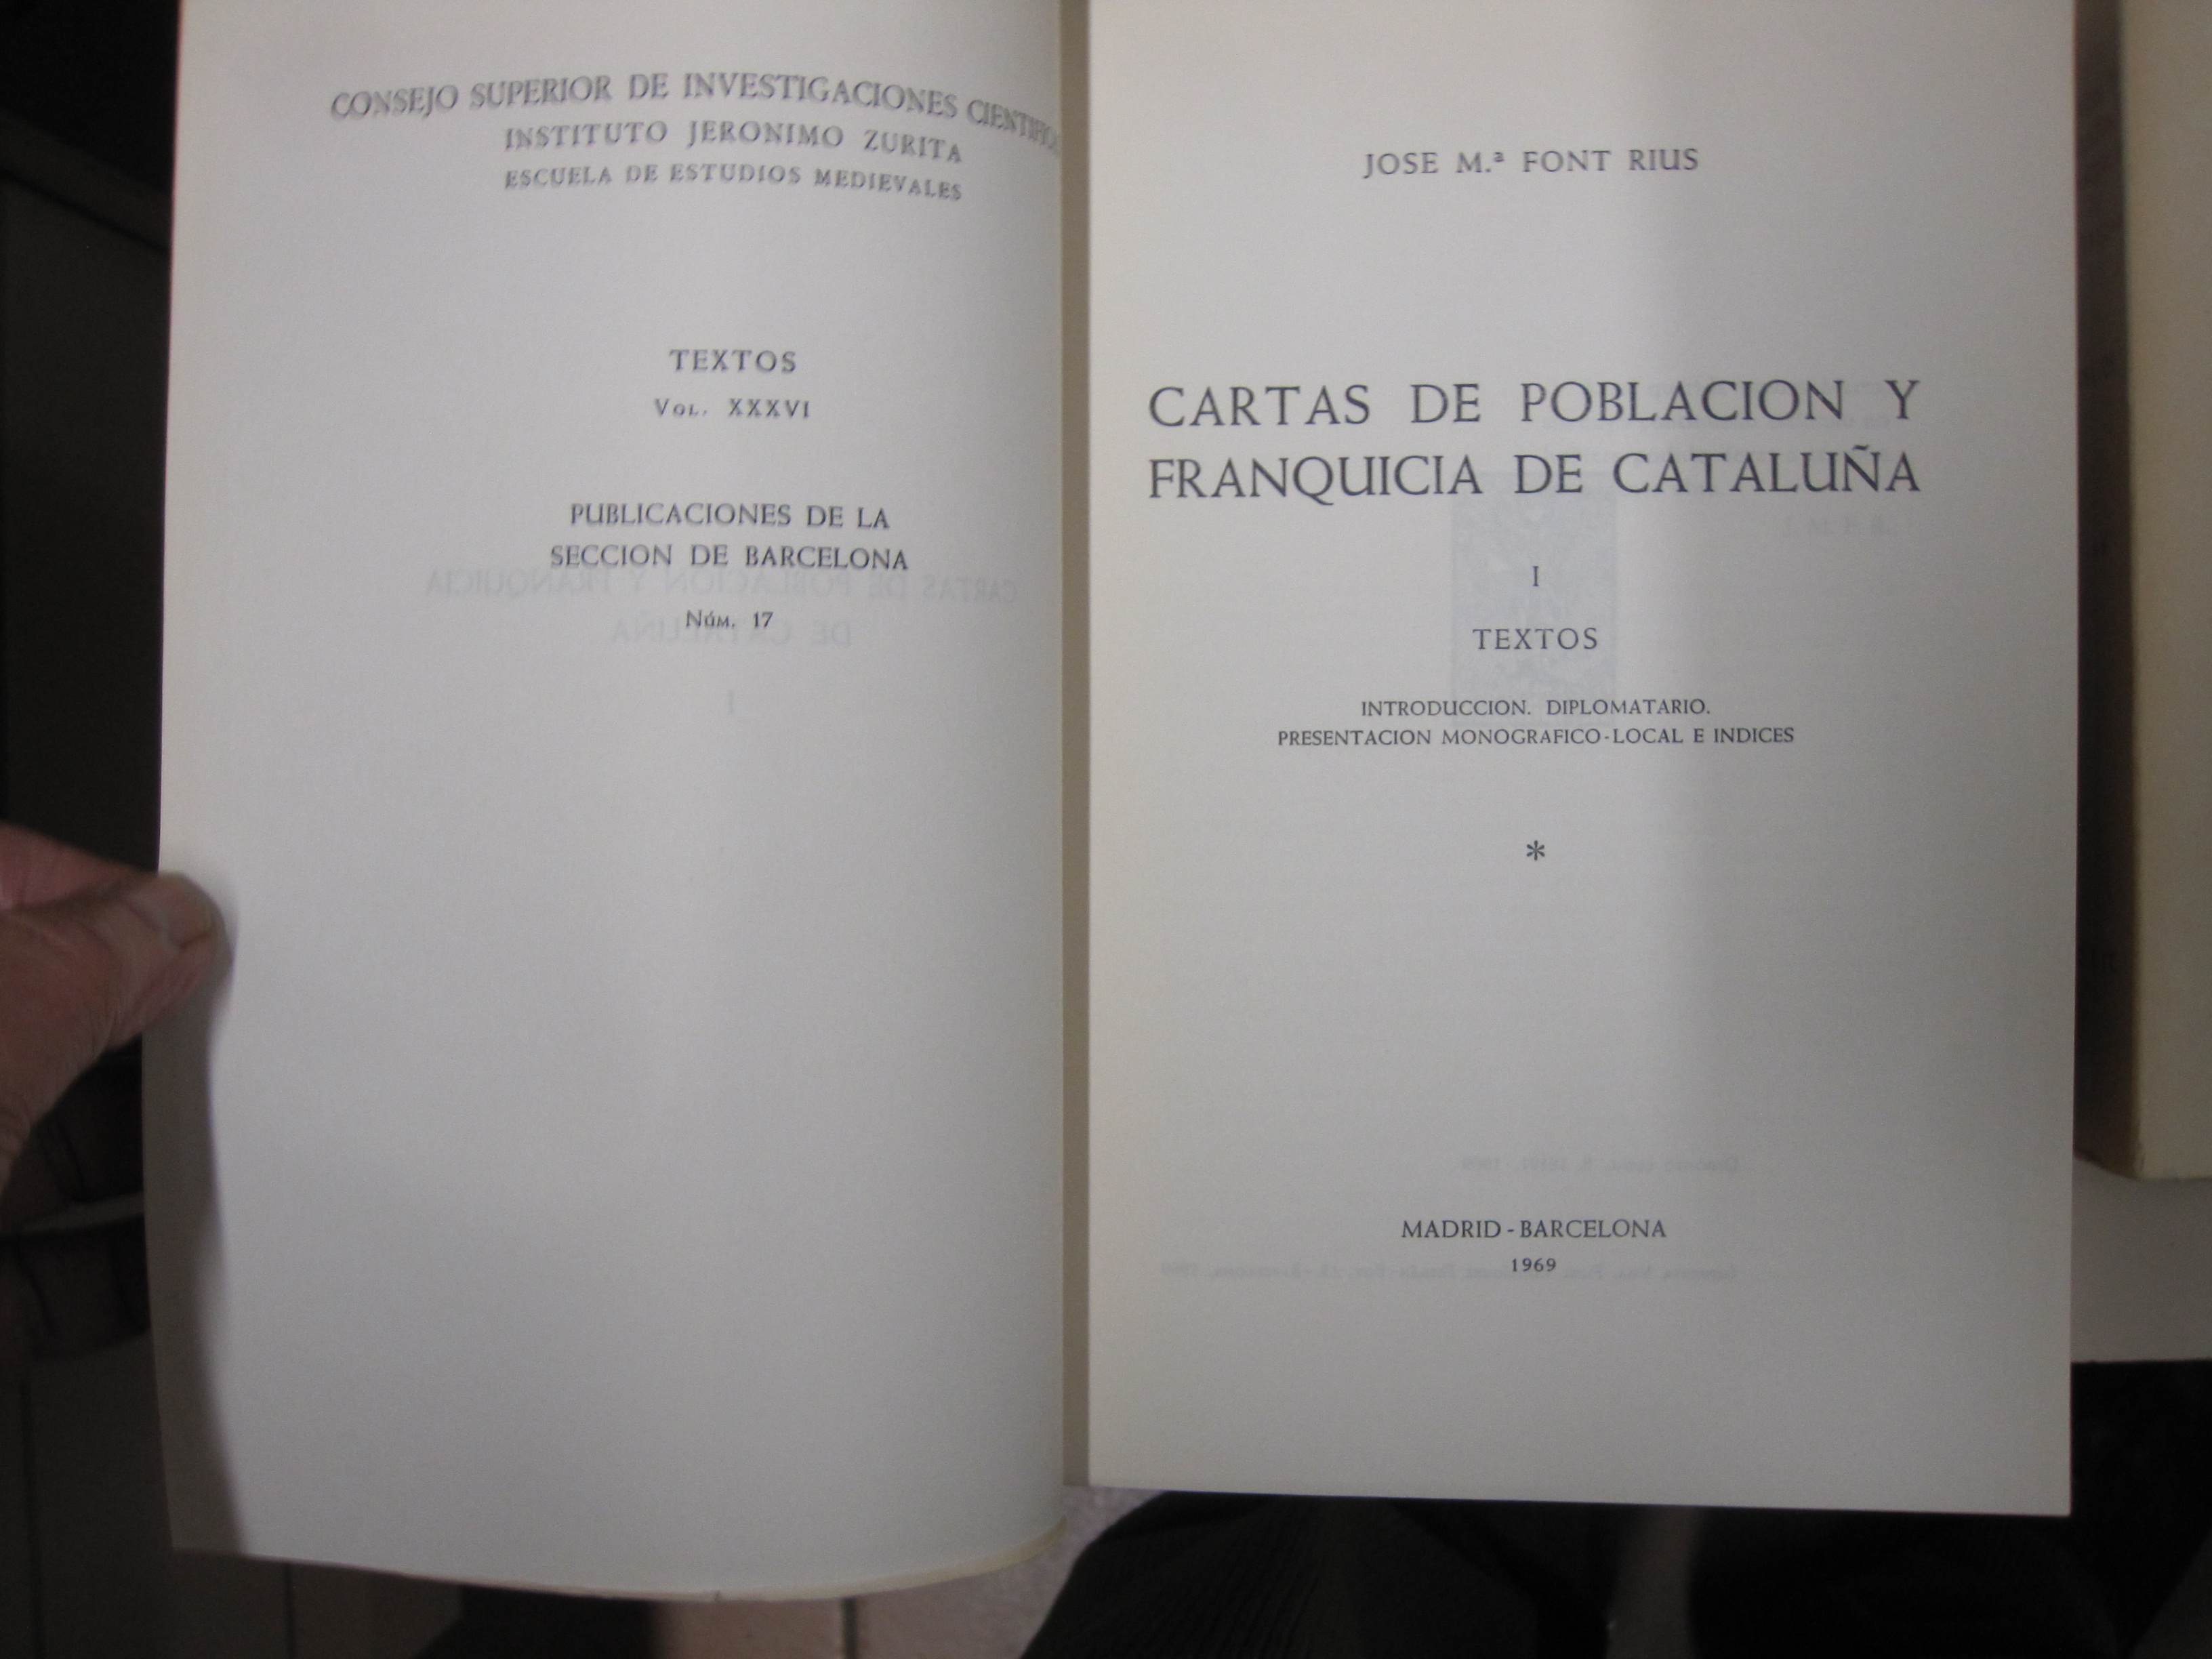 CONSEJO SUPERIOR DE INVESTIGACIONES
INSTITUTO JERONIMO ZURITA
ESCUELA DE ESTUDIOS MEDIEVALES
TEXTOS
VOL. XXXVI
PUBLICACIONES DE LA
SECCION DE BARCELONA
NÚM. 17
JOSE M.ª FONT RIUS
CARTAS DE POBLACION Y
FRANQUICIA DE CATALUÑA
I
TEXTOS
INTRODUCCION. DIPLOMATARIO.
PRESENTACION MONOGRAFICO-LOCAL E INDICES
*
MADRID - BARCELONA
1969